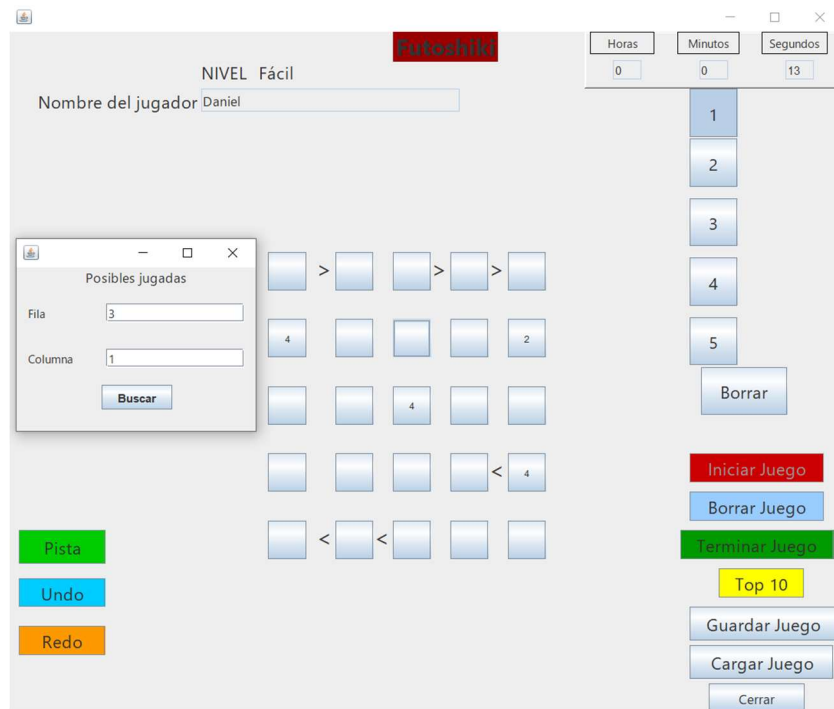 Futoshiki
Horas Minutos Segundos
0 0 13
NIVEL Fácil
Nombre del jugador Daniel
1
2
3
4
5
Borrar
Posibles jugadas
Fila 3
Columna 1
Buscar
> > >
4 2
4
< 4
< <
Iniciar Juego
Borrar Juego
Terminar Juego
Top 10
Guardar Juego
Cargar Juego
Cerrar
Pista
Undo
Redo